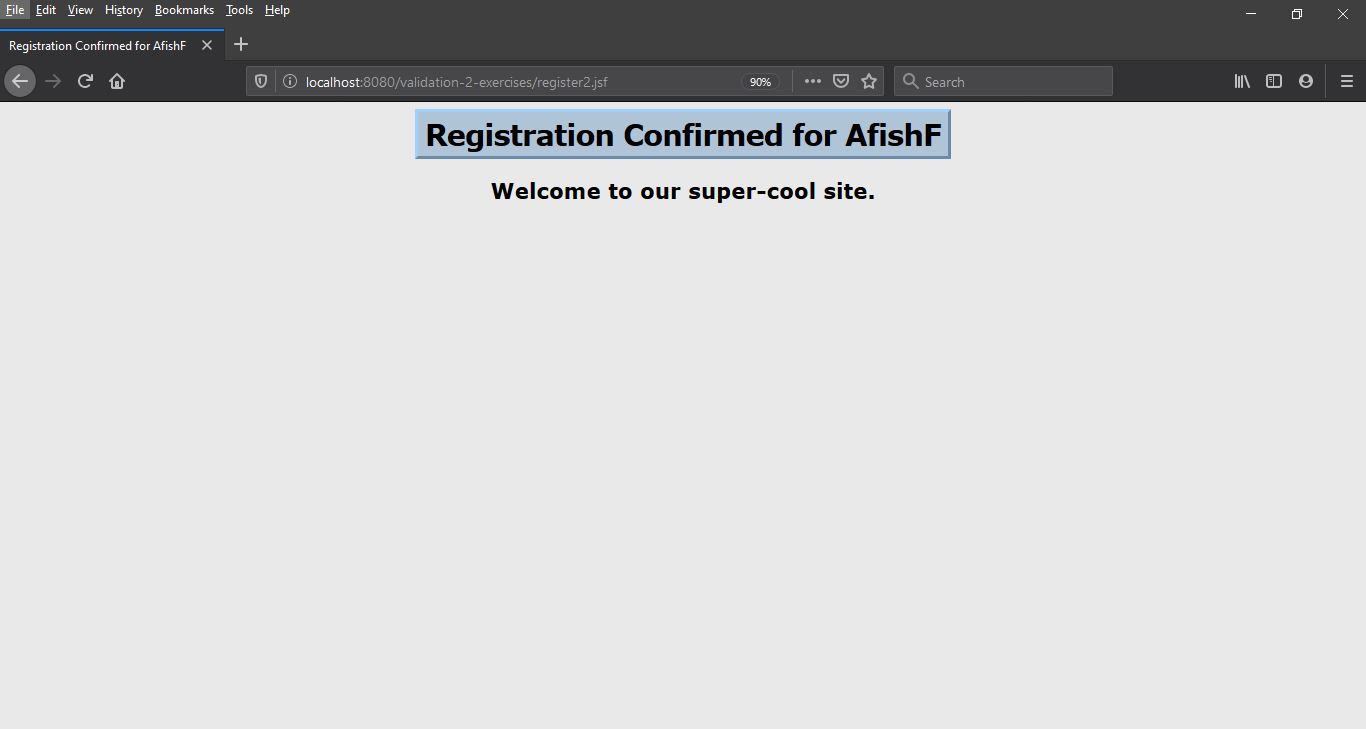 File Edit View History Bookmarks Tools Help
Registration Confirmed for AfishF
localhost:8080/validation-2-exercises/register2.jsf 90% Search
Registration Confirmed for AfishF
Welcome to our super-cool site.